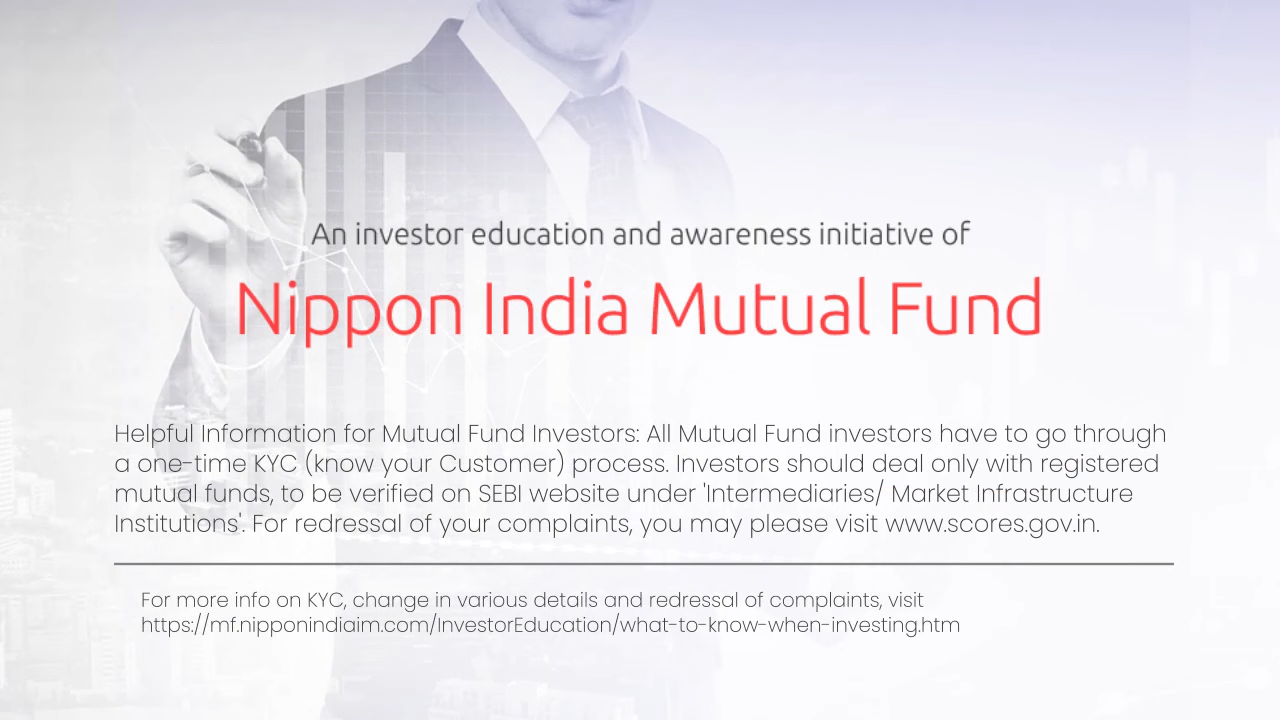 An investor education and awareness initiative of
Nippon India Mutual Fund
Helpful Information for Mutual Fund Investors: All Mutual Fund investors have to go through
a one-time KYC (know your Customer) process. Investors should deal only with registered
mutual funds, to be verified on SEBI website under 'Intermediaries/ Market Infrastructure
Institutions'. For redressal of your complaints, you may please visit www.scores.gov.in.
For more info on KYC, change in various details and redressal of complaints, visit
https://mf.nipponindiaim.com/InvestorEducation/what-to-know-when-investing.htm